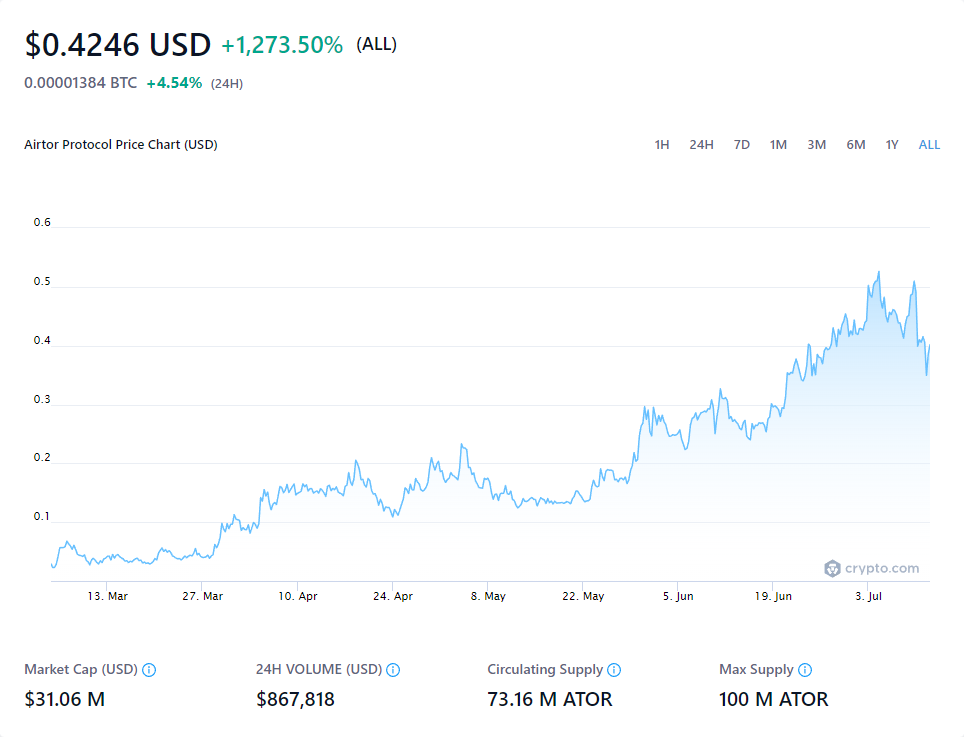 $0.4246 USD +1,273.50% (ALL)
0.00001384 BTC +4.54% (24H)
Airtor Protocol Price Chart (USD) 1H 24H 7D 1M 3M 6M 1Y ALL
0.6
0.5
0.4
0.3
0.2
0.1
crypto.com
13. Mar 27. Mar 10. Apr 24. Apr 8. May 22. May 5. Jun 19. Jun 3. Jul
Market Cap (USD) 24H VOLUME (USD) Circulating Supply Max Supply
$31.06 M $867,818 73.16 M ATOR 100 M ATOR